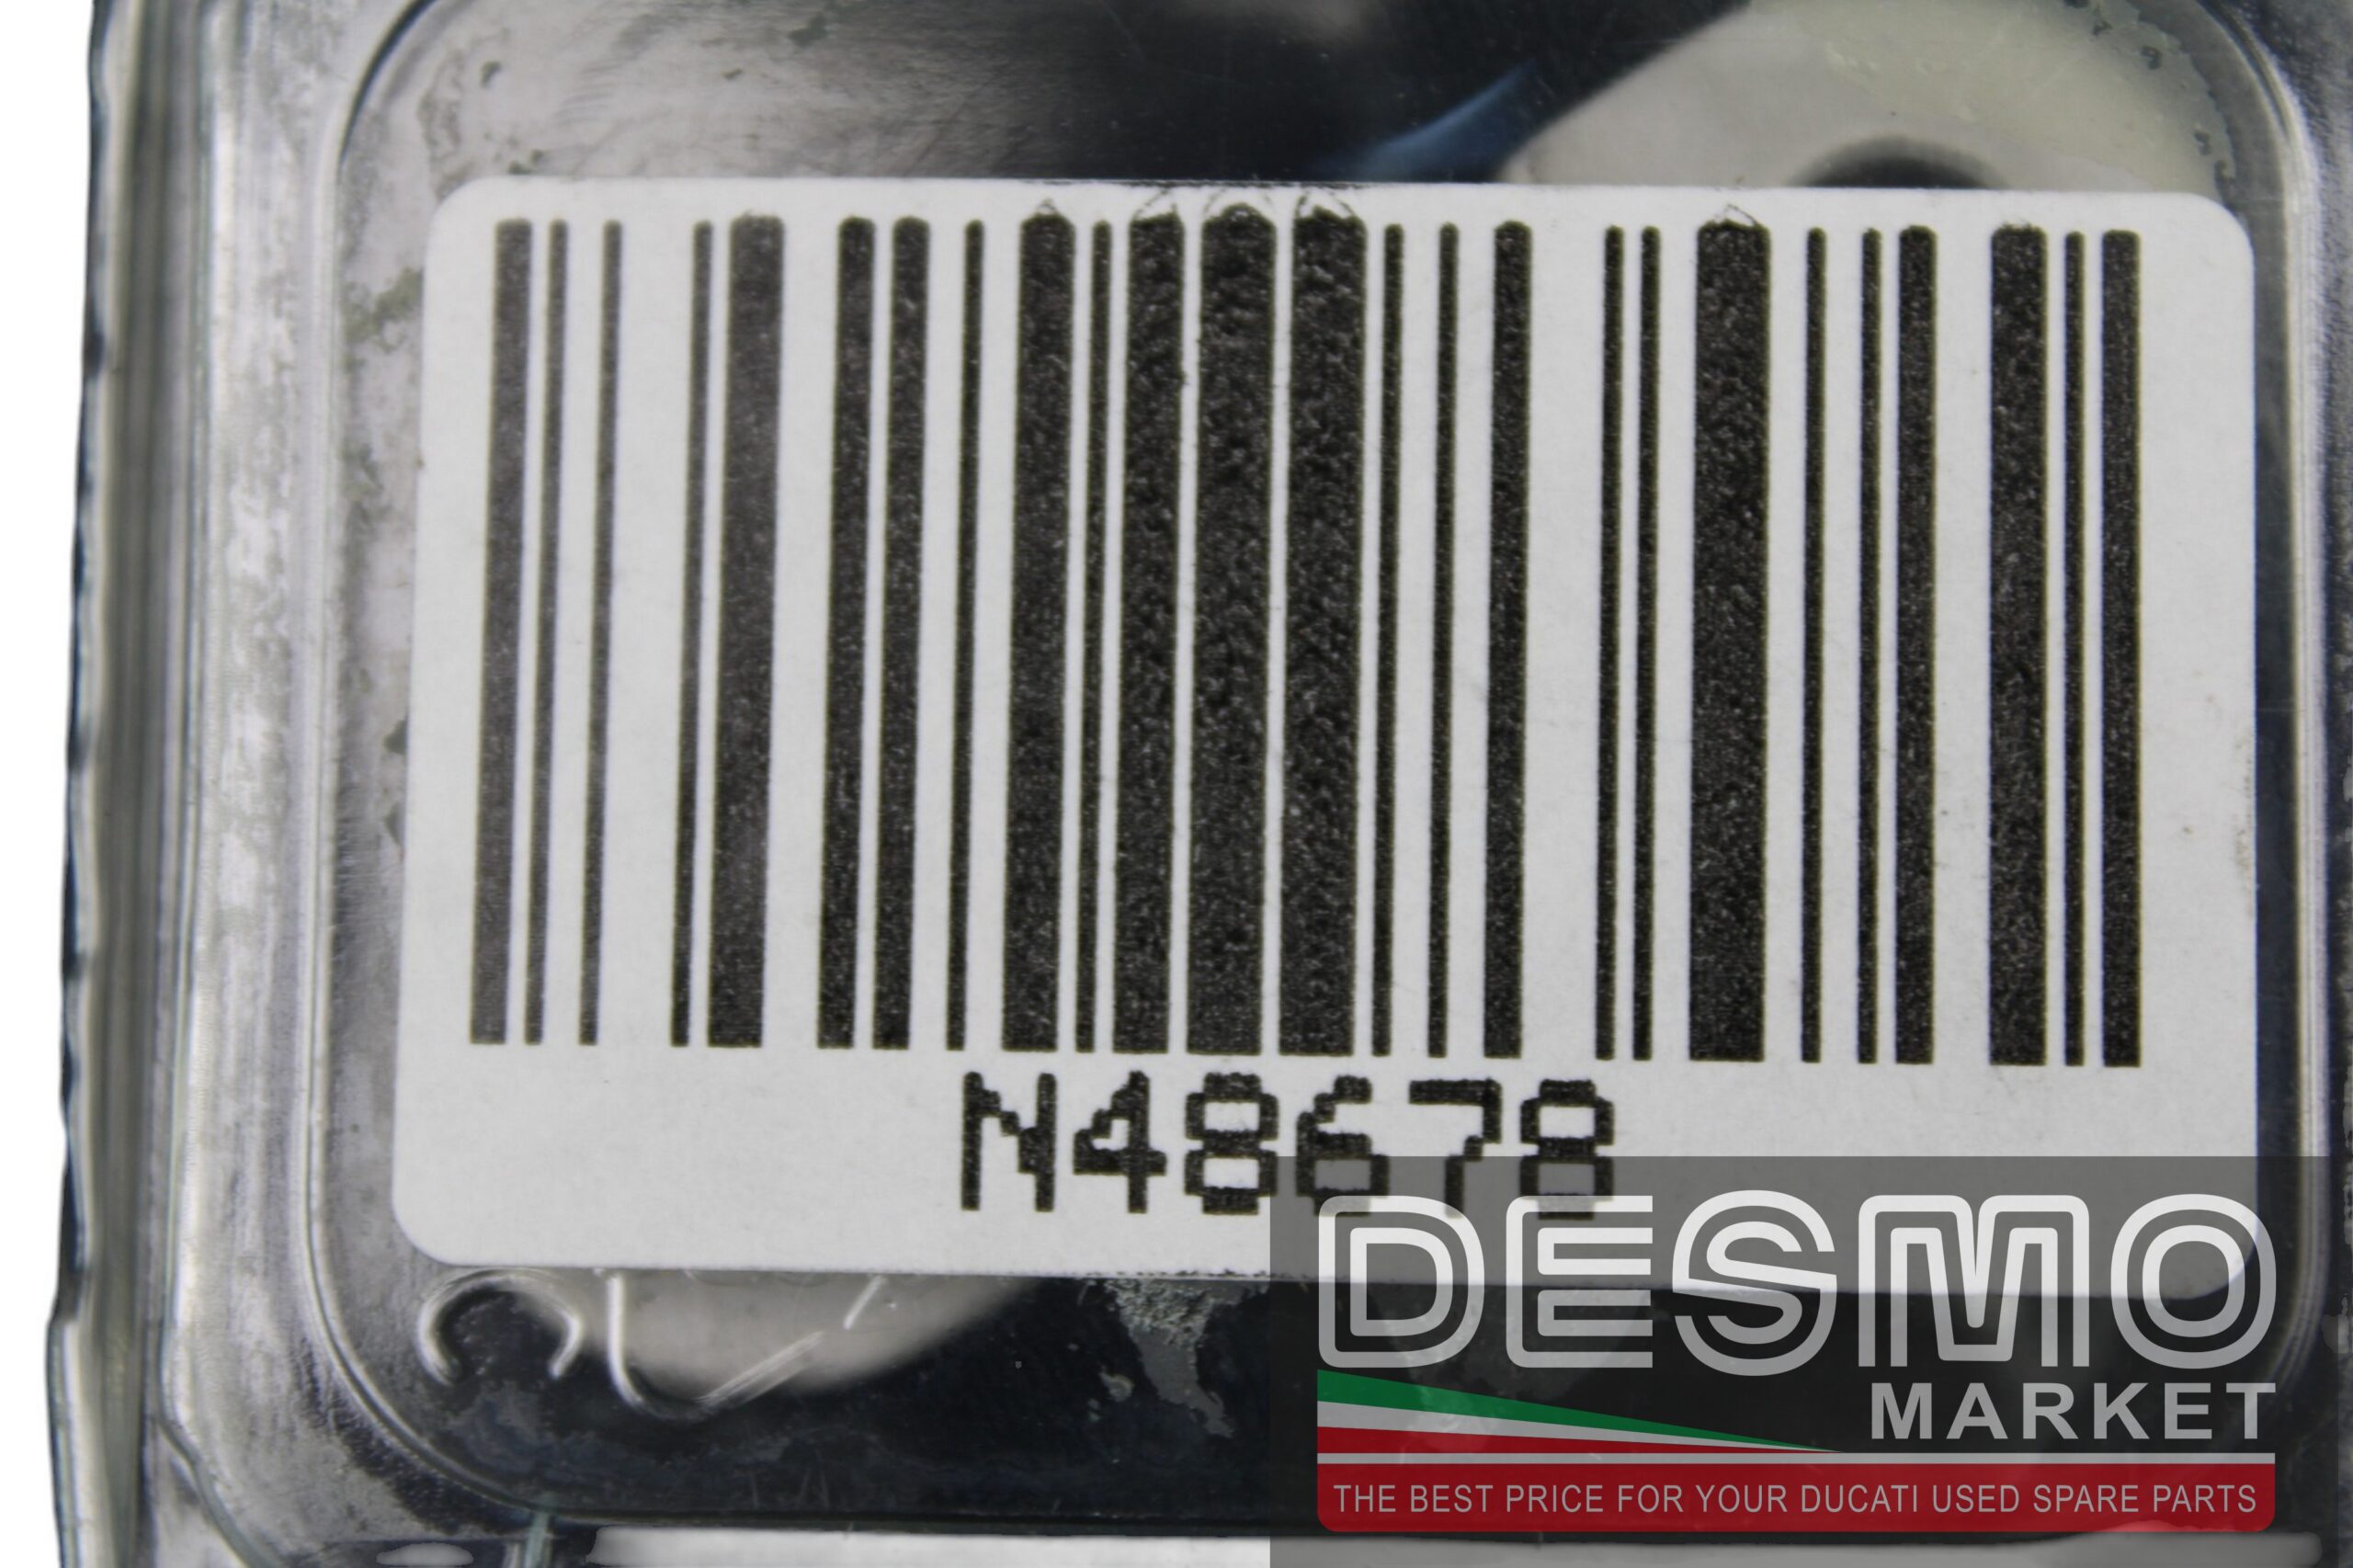 N48678
DESMO
MARKET
THE BEST PRICE FOR YOUR DUCATI USED SPARE PARTS